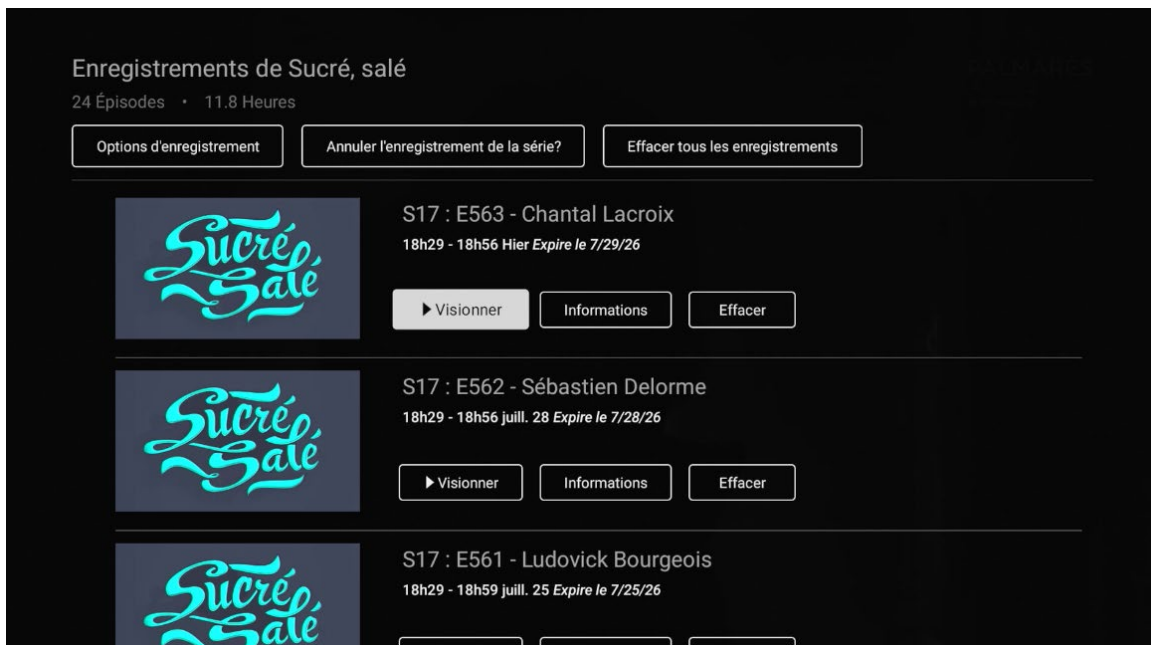 Enregistrements de Sucré, salé
24 Épisodes • 11.8 Heures
Options d'enregistrement
Annuler l'enregistrement de la série?
Effacer tous les enregistrements
Sucré,
Salé
S17 : E563 - Chantal Lacroix
18h29 - 18h56 Hier Expire le 7/29/26
Visionner
Informations
Effacer
Sucré,
Salé
S17 : E562 - Sébastien Delorme
18h29 - 18h56 juill. 28 Expire le 7/28/26
Visionner
Informations
Effacer
Sucré,
Salé
S17 : E561 - Ludovick Bourgeois
18h29 - 18h59 juill. 25 Expire le 7/25/26